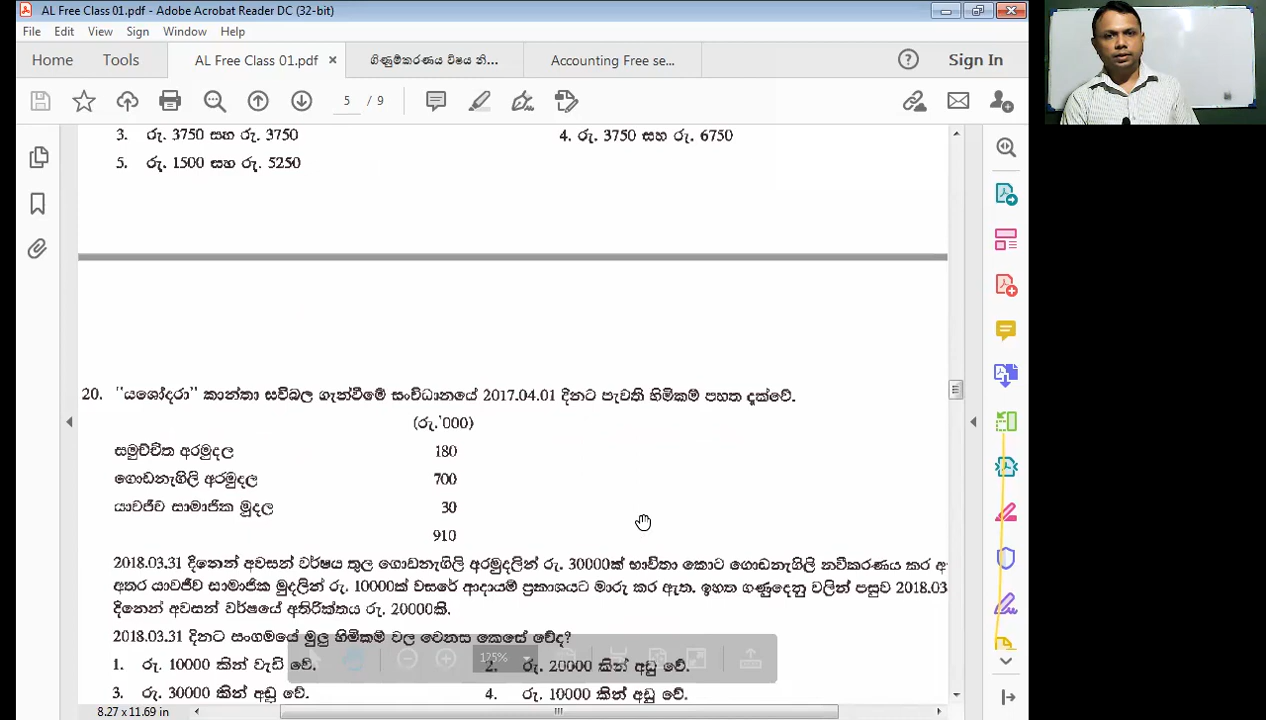 AL Free Class 01.pdf - Adobe Acrobat Reader DC (32-bit)
File Edit View Sign Window Help
Home Tools AL Free Class 01.pdf × ගිණුම්කරණය විෂය නි... Accounting Free se... Sign In
5 / 9
3. රු. 3750 සහ රු. 3750 4. රු. 3750 සහ රු. 6750
5. රු. 1500 සහ රු. 5250
20. "යශෝදරා" කාන්තා සවිබල ගැන්වීමේ සංවිධානයේ 2017.04.01 දිනට පැවති හිමිකම් පහත දැක්වේ.
(රු.'000)
සමුච්චිත අරමුදල 180
ගොඩනැගිලි අරමුදල 700
යාවජීව සාමාජික මුදල 30
910
2018.03.31 දිනෙන් අවසන් වර්ෂය තුල ගොඩනැගිලි අරමුදලින් රු. 30000ක් භාවිතා කොට ගොඩනැගිලි නවීකරණය කර
අතර යාවජීව සාමාජික මුදලින් රු. 10000ක් වසරේ ආදායම් ප්‍රකාශයට මාරු කර ඇත. ඉහත ගණුදෙනු වලින් පසුව 2018.03
දිනෙන් අවසන් වර්ෂයේ අතිරික්තය රු. 20000කි.
2018.03.31 දිනට සංගමයේ මුලු හිමිකම් වල වෙනස කෙසේ වේද?
1. රු. 10000 කින් වැඩි වේ. 2. රු. 20000 කින් අඩු වේ.
3. රු. 30000 කින් අඩු වේ. 4. රු. 10000 කින් අඩු වේ.
125%
8.27 x 11.69 in